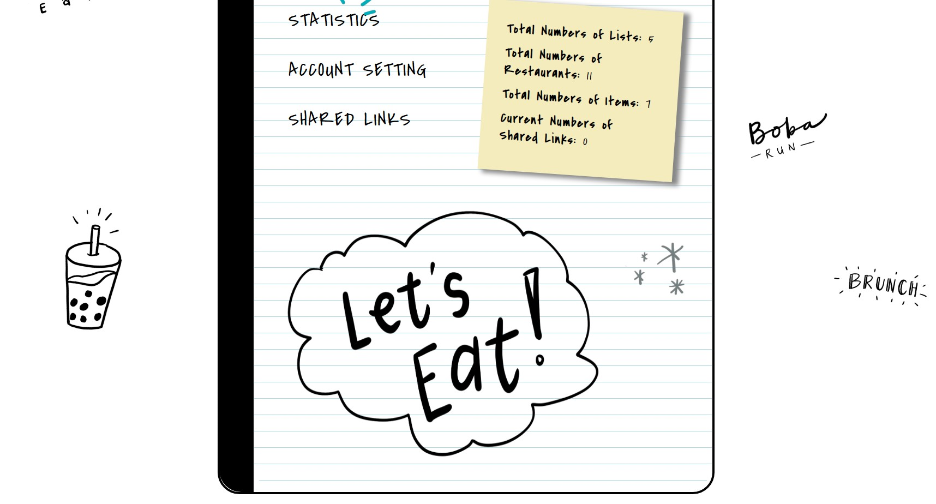 STATISTICS
ACCOUNT SETTING
SHARED LINKS
Total Numbers of Lists: 5
Total Numbers of
Restaurants: 11
Total Numbers of Items: 7
Current Numbers of
Shared Links: 0
Boba
RUN
BRUNCH
Let's
Eat!